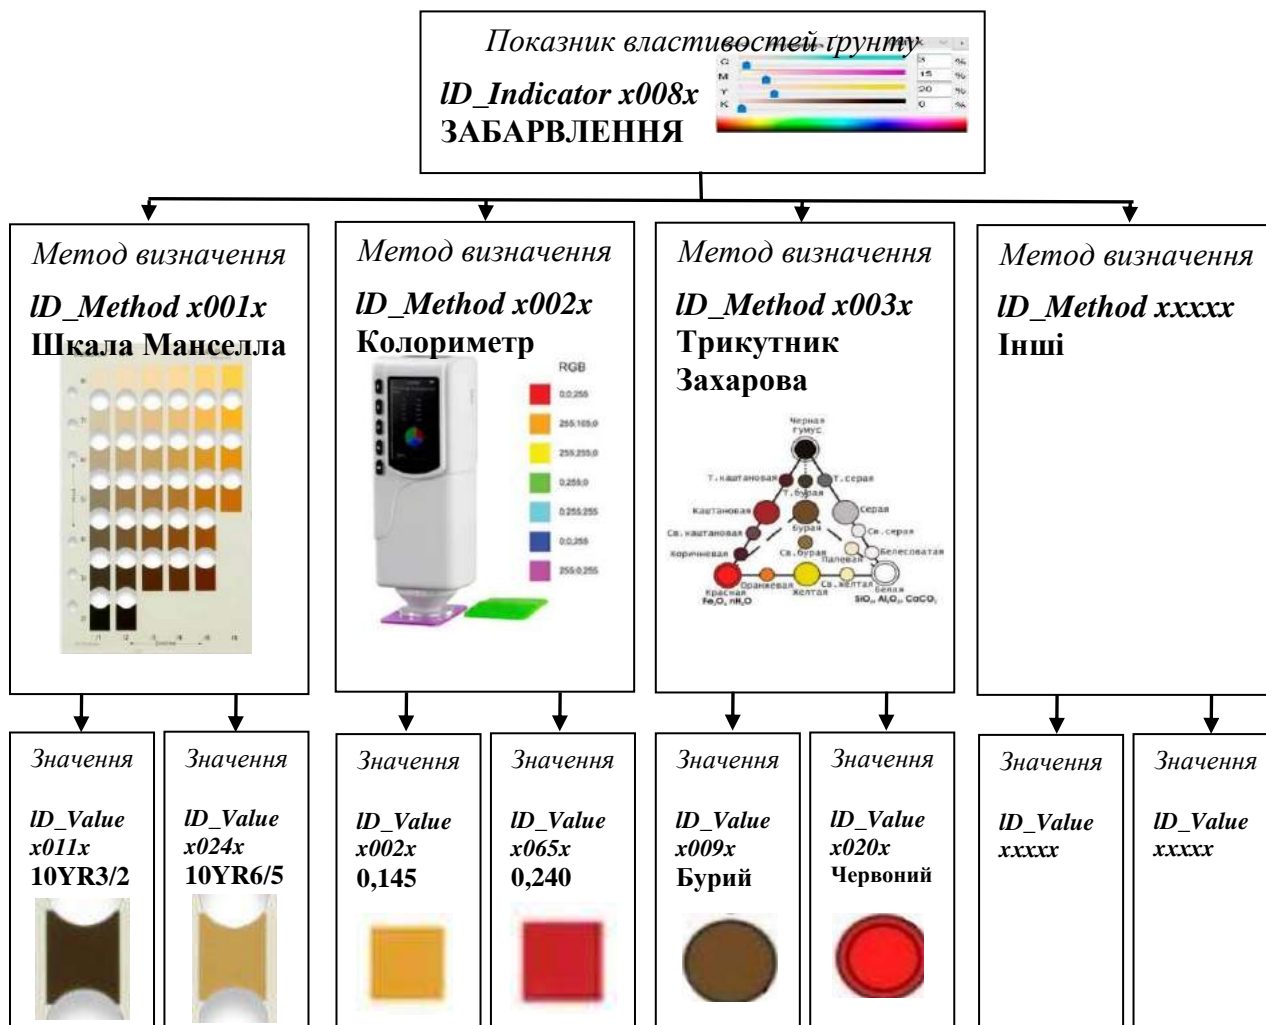 Показник властивостей ґрунту
C 3 %
M 15 %
Y 20 %
K 0 %
lD_Indicator x008x
ЗАБАРВЛЕННЯ
Метод визначення
lD_Method x001x
Шкала Манселла
Метод визначення
lD_Method x002x
Колориметр
RGB
0;0;255
255;105;0
255;255;0
0;255;0
0;255;255
0;0;255
255;0;255
Метод визначення
lD_Method x003x
Трикутник
Захарова
Черная
гумус
Т.каштановая
Т.серая
Т.бурая
Каштановая
Серая
Бурая
Св.каштановая
Св.серая
Коричневая
Св.бурая
Палевая
Белесоватая
Красная
Оранжевая
Желтая
Св.желтая
Белая
Fe₂O₃ nH₂O
SiO₂, Al₂O₃, CaCO₃
Метод визначення
lD_Method xxxxx
Інші
Значення
lD_Value
x011x
10YR3/2
Значення
lD_Value
x024x
10YR6/5
Значення
lD_Value
x002x
0,145
Значення
lD_Value
x065x
0,240
Значення
lD_Value
x009x
Бурий
Значення
lD_Value
x020x
Червоний
Значення
lD_Value
xxxxx
Значення
lD_Value
xxxxx